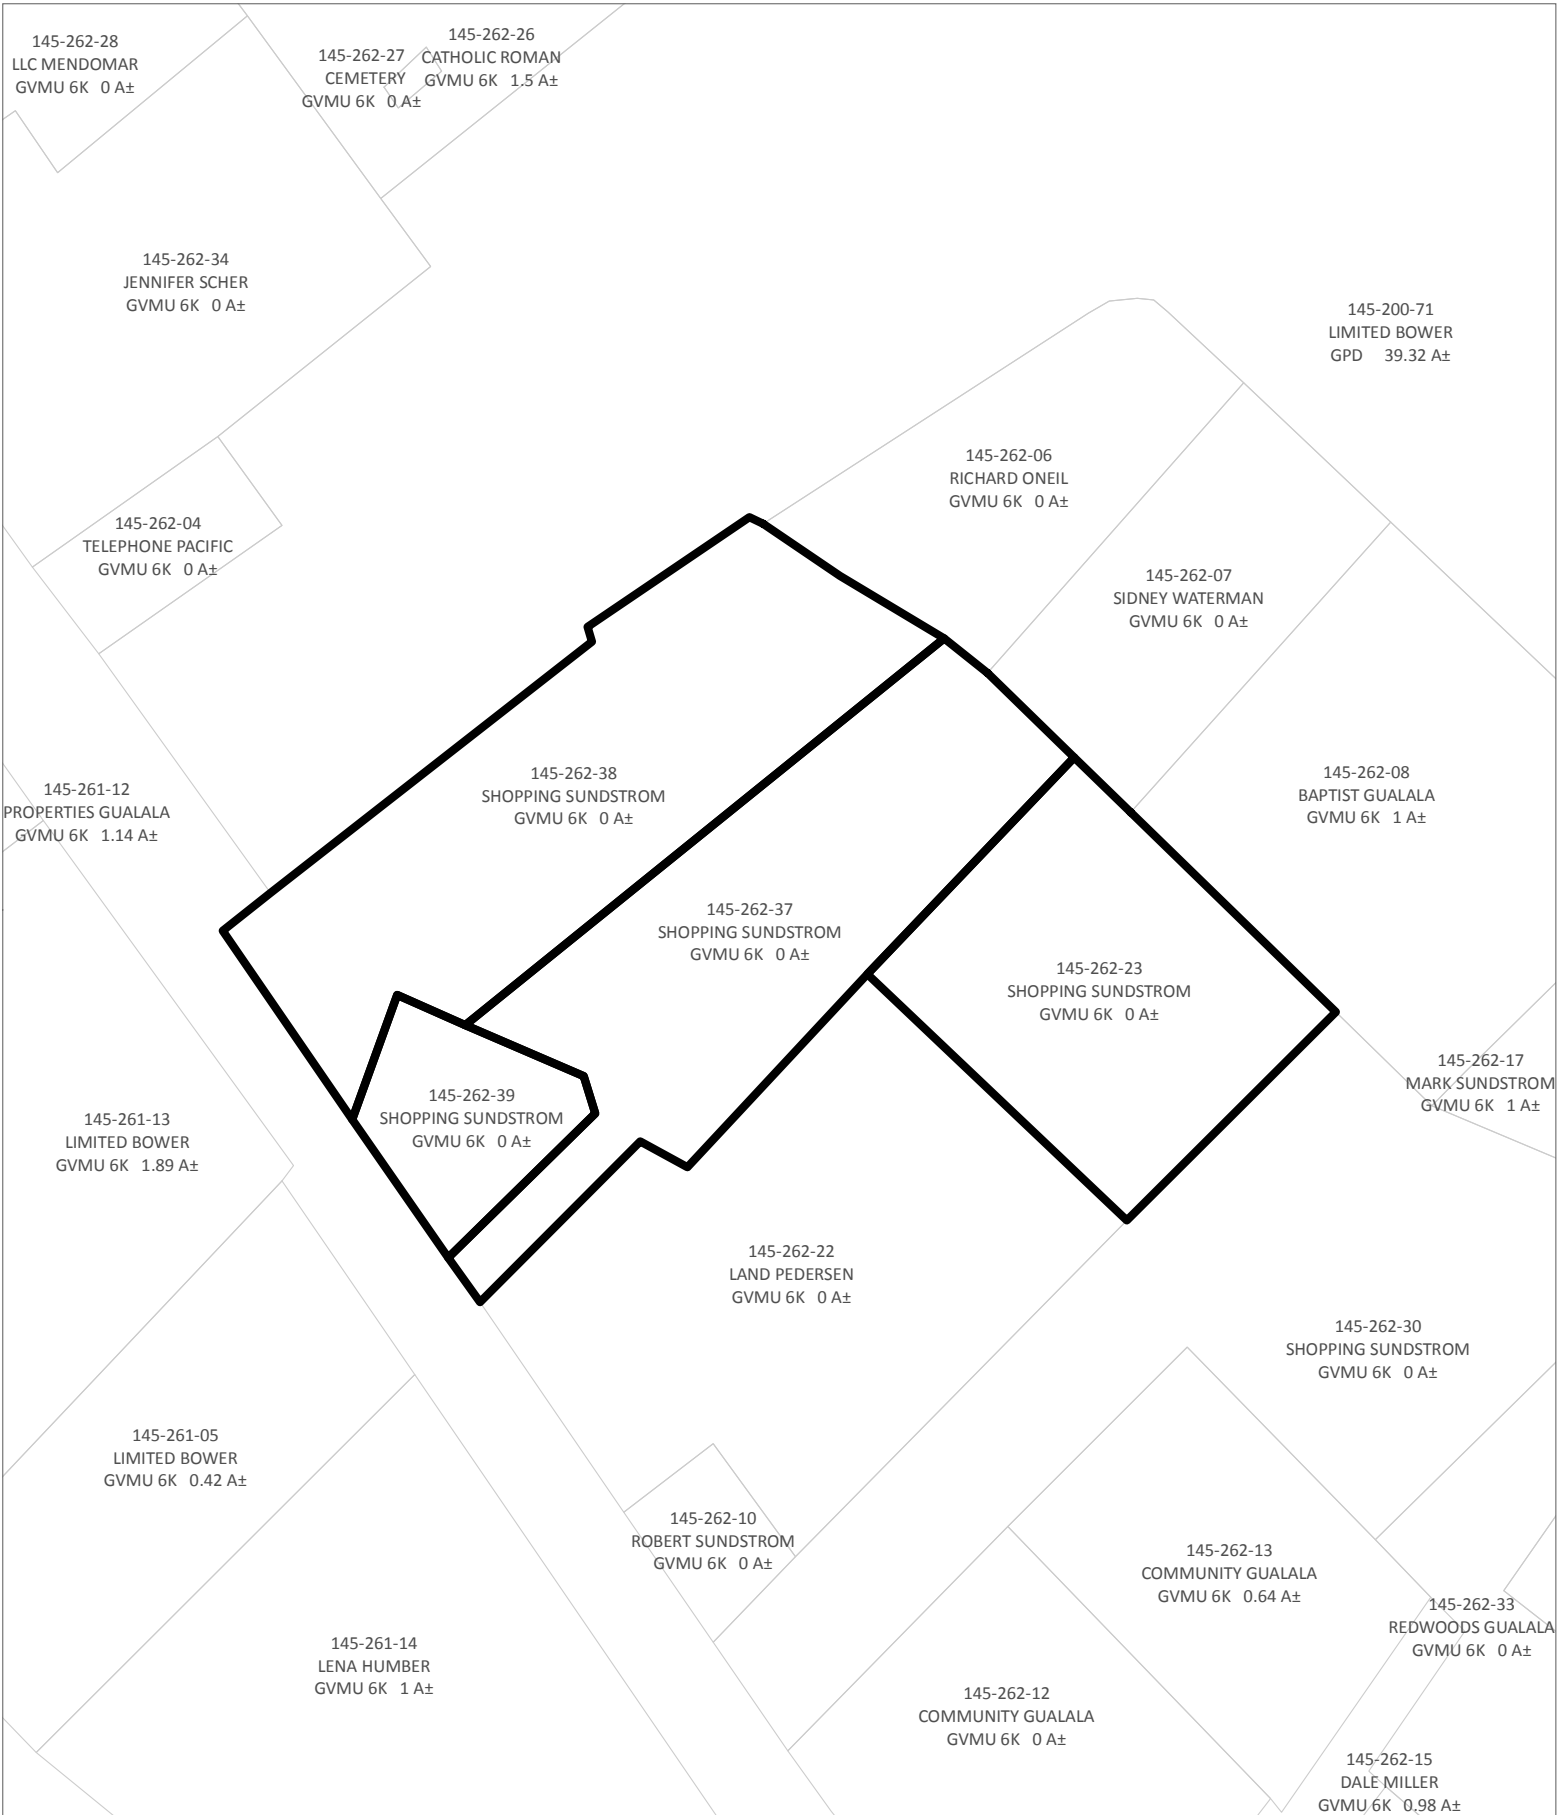 145-262-28
LLC MENDOMAR
GVMU 6K 0 A±
145-262-27
CEMETERY
GVMU 6K 0 A±
145-262-26
CATHOLIC ROMAN
GVMU 6K 1.5 A±
145-262-34
JENNIFER SCHER
GVMU 6K 0 A±
145-200-71
LIMITED BOWER
GPD 39.32 A±
145-262-06
RICHARD ONEIL
GVMU 6K 0 A±
145-262-04
TELEPHONE PACIFIC
GVMU 6K 0 A±
145-262-07
SIDNEY WATERMAN
GVMU 6K 0 A±
145-262-38
SHOPPING SUNDSTROM
GVMU 6K 0 A±
145-262-08
BAPTIST GUALALA
GVMU 6K 1 A±
145-261-12
PROPERTIES GUALALA
GVMU 6K 1.14 A±
145-262-37
SHOPPING SUNDSTROM
GVMU 6K 0 A±
145-262-23
SHOPPING SUNDSTROM
GVMU 6K 0 A±
145-262-17
MARK SUNDSTROM
GVMU 6K 1 A±
145-262-39
SHOPPING SUNDSTROM
GVMU 6K 0 A±
145-261-13
LIMITED BOWER
GVMU 6K 1.89 A±
145-262-22
LAND PEDERSEN
GVMU 6K 0 A±
145-262-30
SHOPPING SUNDSTROM
GVMU 6K 0 A±
145-261-05
LIMITED BOWER
GVMU 6K 0.42 A±
145-262-10
ROBERT SUNDSTROM
GVMU 6K 0 A±
145-262-13
COMMUNITY GUALALA
GVMU 6K 0.64 A±
145-262-33
REDWOODS GUALALA
GVMU 6K 0 A±
145-261-14
LENA HUMBER
GVMU 6K 1 A±
145-262-12
COMMUNITY GUALALA
GVMU 6K 0 A±
145-262-15
DALE MILLER
GVMU 6K 0.98 A±